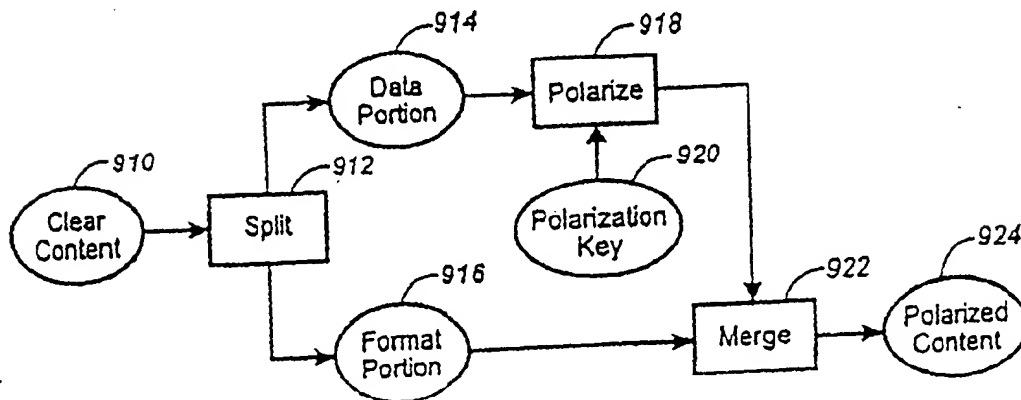 914
Data
Portion
918
Polarize
910
Clear
Content
912
Split
920
Polarization
Key
916
Format
Portion
922
Merge
924
Polarized
Content